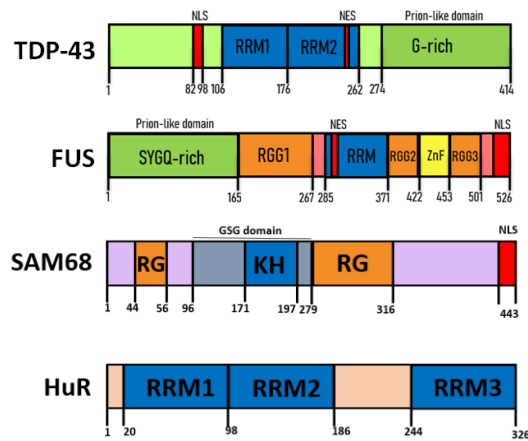 NLS NES Prion-like domain
TDP-43 RRM1 RRM2 G-rich
1 82 98 106 176 262 274 414
Prion-like domain NES NLS
FUS SYGQ-rich RGG1 RRM RGG2 ZnF RGG3
1 165 267 285 371 422 453 501 526
GSG domain NLS
SAM68 RG KH RG
1 44 56 96 171 197 279 316 443
HuR RRM1 RRM2 RRM3
1 20 98 186 244 326